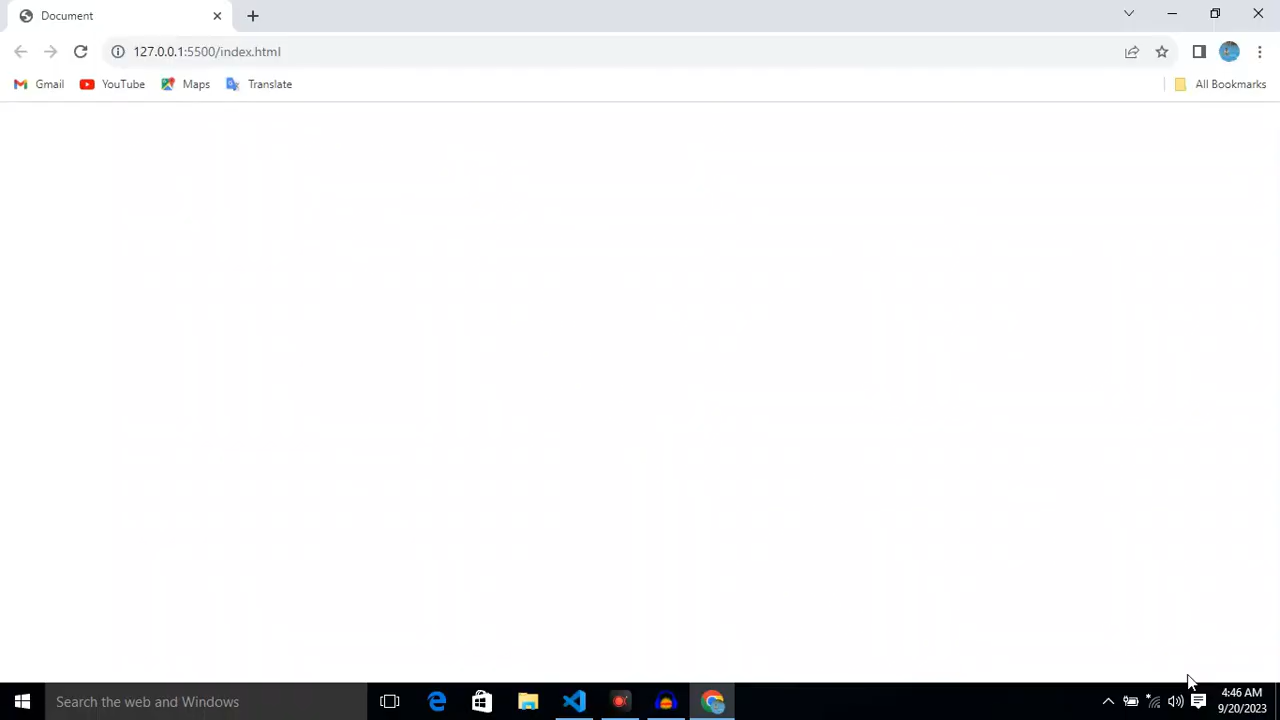 Document
127.0.0.1:5500/index.html
Gmail YouTube Maps Translate All Bookmarks
Search the web and Windows
4:46 AM
9/20/2023